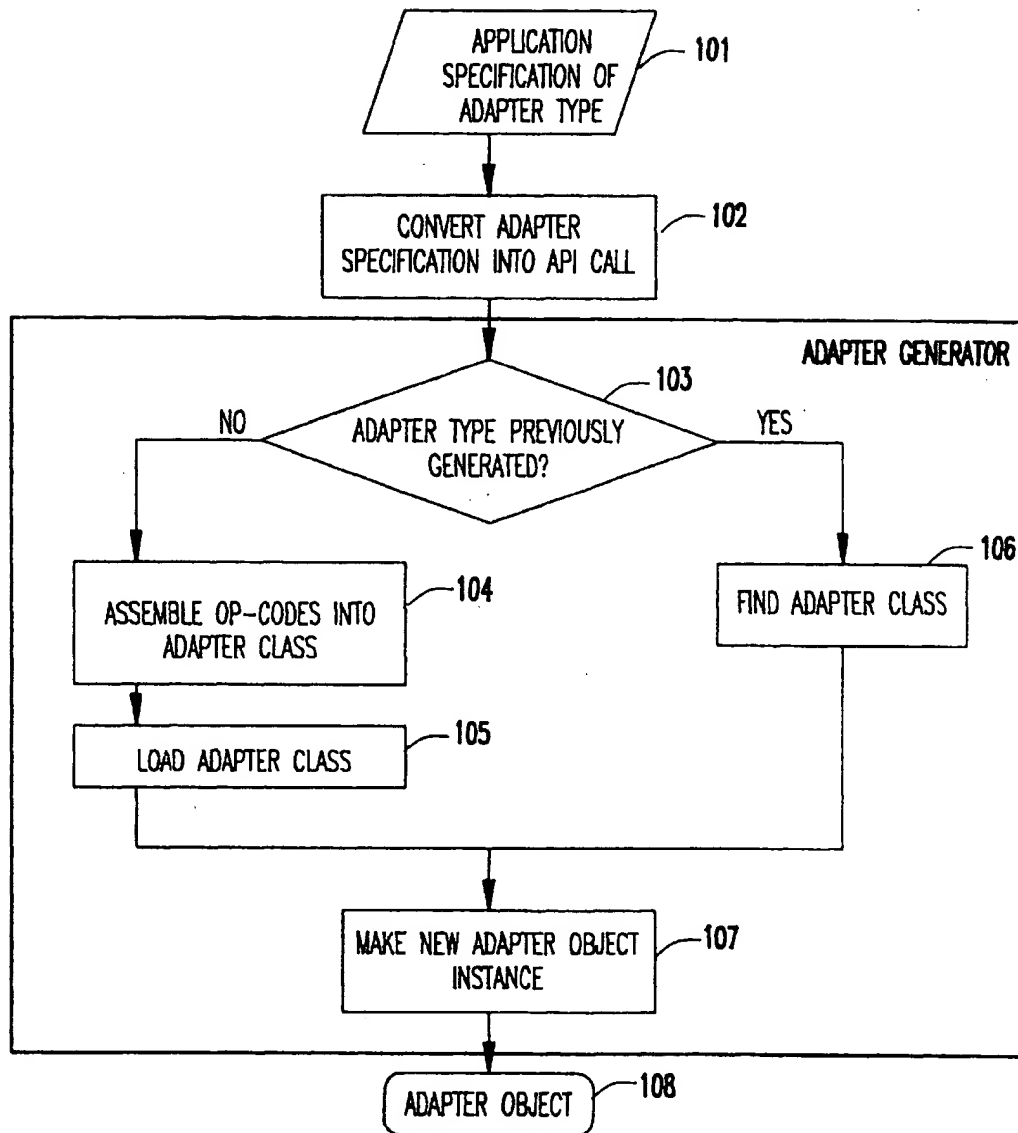 APPLICATION
SPECIFICATION OF
ADAPTER TYPE
101
CONVERT ADAPTER
SPECIFICATION INTO API CALL
102
ADAPTER GENERATOR
103
NO
ADAPTER TYPE PREVIOUSLY
GENERATED?
YES
104
ASSEMBLE OP-CODES INTO
ADAPTER CLASS
106
FIND ADAPTER CLASS
105
LOAD ADAPTER CLASS
MAKE NEW ADAPTER OBJECT
INSTANCE
107
ADAPTER OBJECT
108